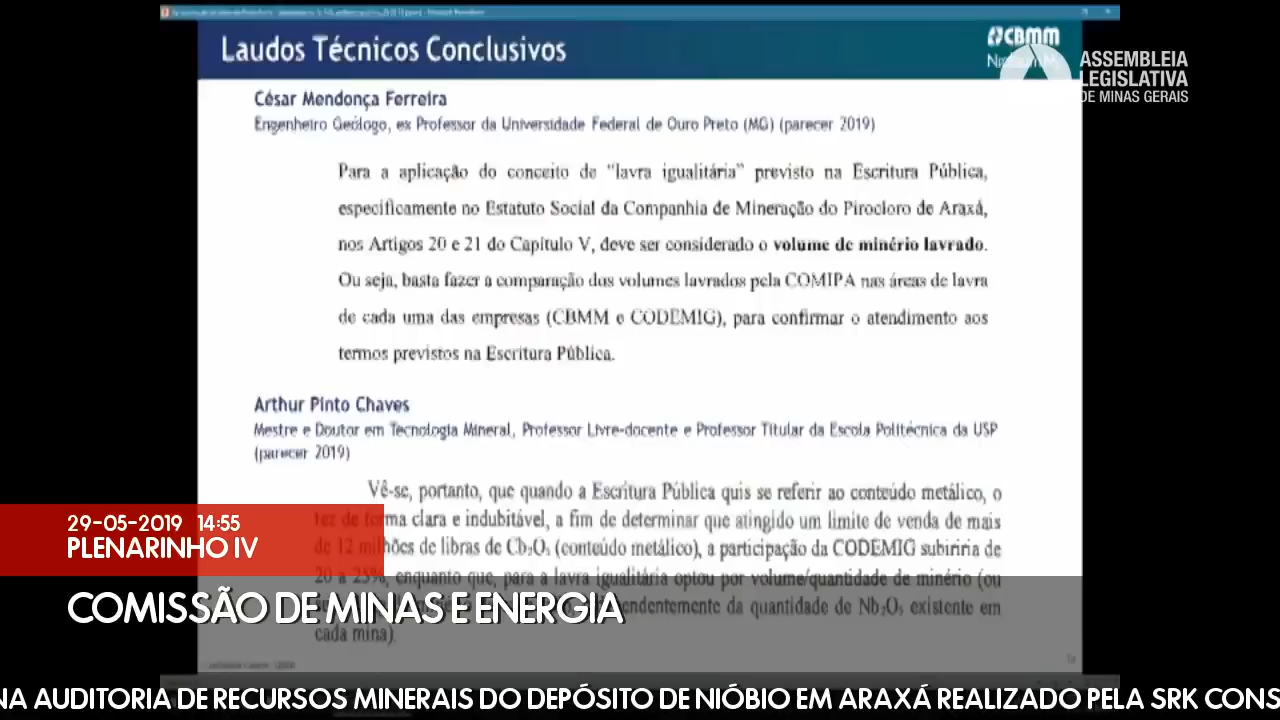 Laudos Técnicos Conclusivos
CBMM
ASSEMBLEIA
LEGISLATIVA
DE MINAS GERAIS
César Mendonça Ferreira
Engenheiro Geólogo, ex Professor da Universidade Federal de Ouro Preto (MG) (parecer 2019)
Para a aplicação do conceito de "lavra igualitária" previsto na Escritura Pública,
especificamente no Estatuto Social da Companhia de Mineração do Pirocloro de Araxá,
nos Artigos 20 e 21 do Capítulo V, deve ser considerado o volume de minério lavrado.
Ou seja, basta fazer a comparação dos volumes lavrados pela COMIPA nas áreas de lavra
de cada uma das empresas (CBMM e CODEMIG), para confirmar o atendimento aos
termos previstos na Escritura Pública.
Arthur Pinto Chaves
Mestre e Doutor em Tecnologia Mineral, Professor Livre-docente e Professor Titular da Escola Politécnica da USP
(parecer 2019)
Vê-se, portanto, que quando a Escritura Pública quis se referir ao conteúdo metálico, o
fez de forma clara e indubitável, a fim de determinar que atingido um limite de venda de mais
de 12 milhões de libras de Cb₂O₅ (conteúdo metálico), a participação da CODEMIG subiria de
20 a 25%, enquanto que, para a lavra igualitária optou por volume/quantidade de minério (ou
da quantidade de Nb₂O₅ existente em
cada mina).
29-05-2019 14:55
PLENARINHO IV
COMISSÃO DE MINAS E ENERGIA
NA AUDITORIA DE RECURSOS MINERAIS DO DEPÓSITO DE NIÓBIO EM ARAXÁ REALIZADO PELA SRK CONS